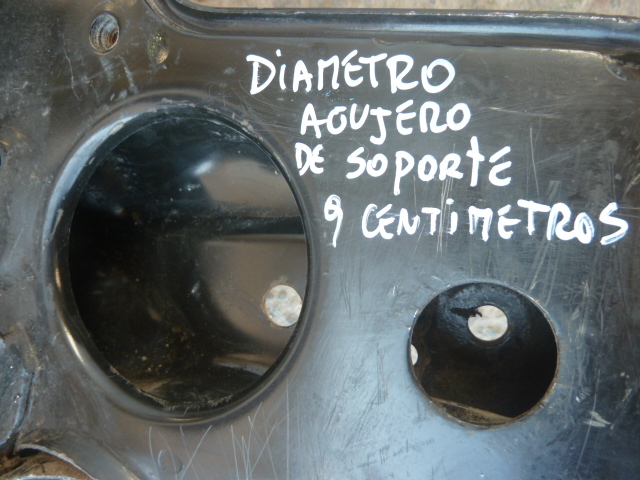 DIAMETRO
AGUJERO
DE SOPORTE
9 CENTIMETROS